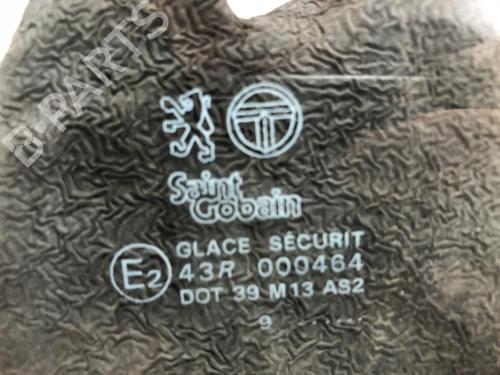 B-PARTS
Saint
Gobain
GLACE SÉCURIT
E2
43R 000464
DOT 39 M13 AS2
9